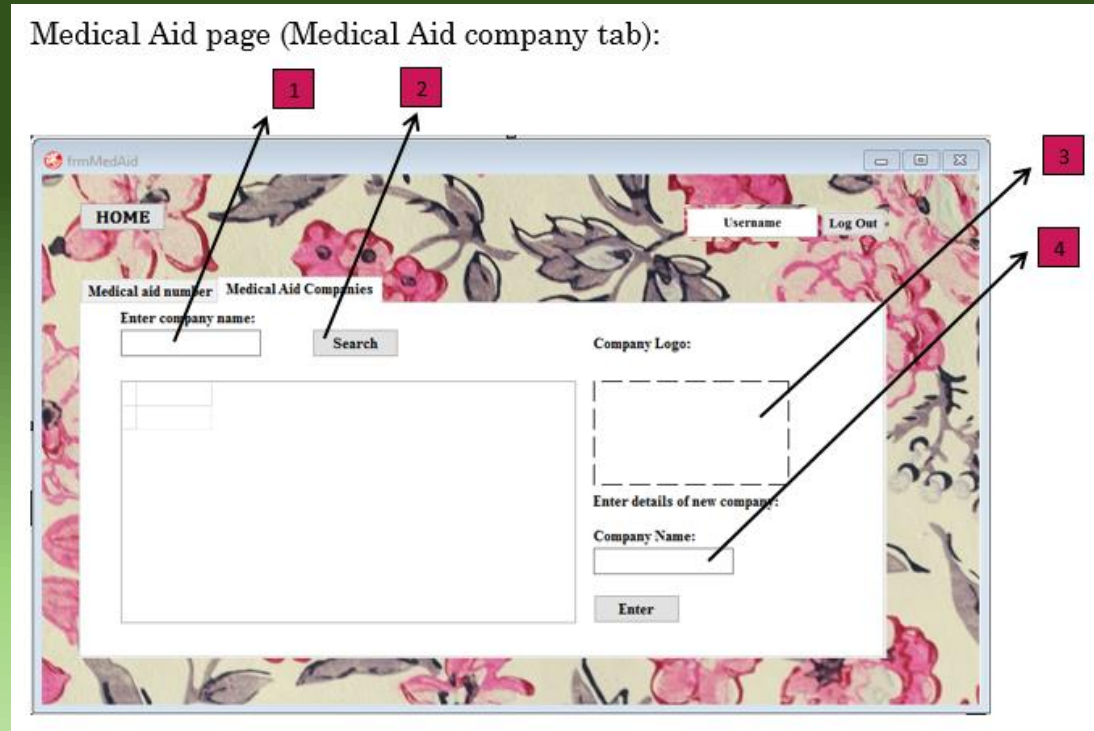 Medical Aid page (Medical Aid company tab):
1
2
3
frmMedAid
HOME
Username
Log Out
4
Medical aid number
Medical Aid Companies
Enter company name:
Search
Company Logo:
Enter details of new company:
Company Name:
Enter